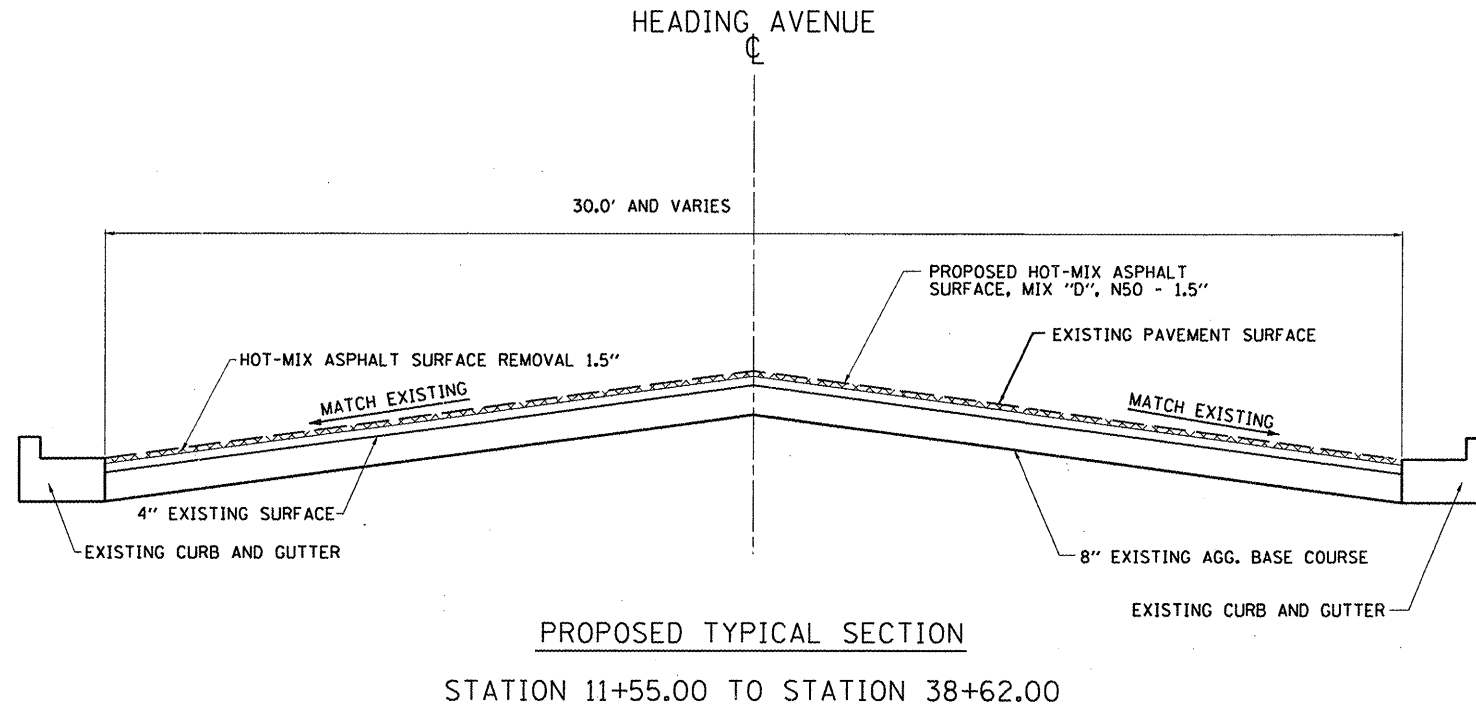 HEADING AVENUE
℄
30.0' AND VARIES
PROPOSED HOT-MIX ASPHALT
SURFACE, MIX "D", N50 - 1.5"
EXISTING PAVEMENT SURFACE
HOT-MIX ASPHALT SURFACE REMOVAL 1.5"
MATCH EXISTING
MATCH EXISTING
4" EXISTING SURFACE
EXISTING CURB AND GUTTER
8" EXISTING AGG. BASE COURSE
EXISTING CURB AND GUTTER
PROPOSED TYPICAL SECTION
STATION 11+55.00 TO STATION 38+62.00